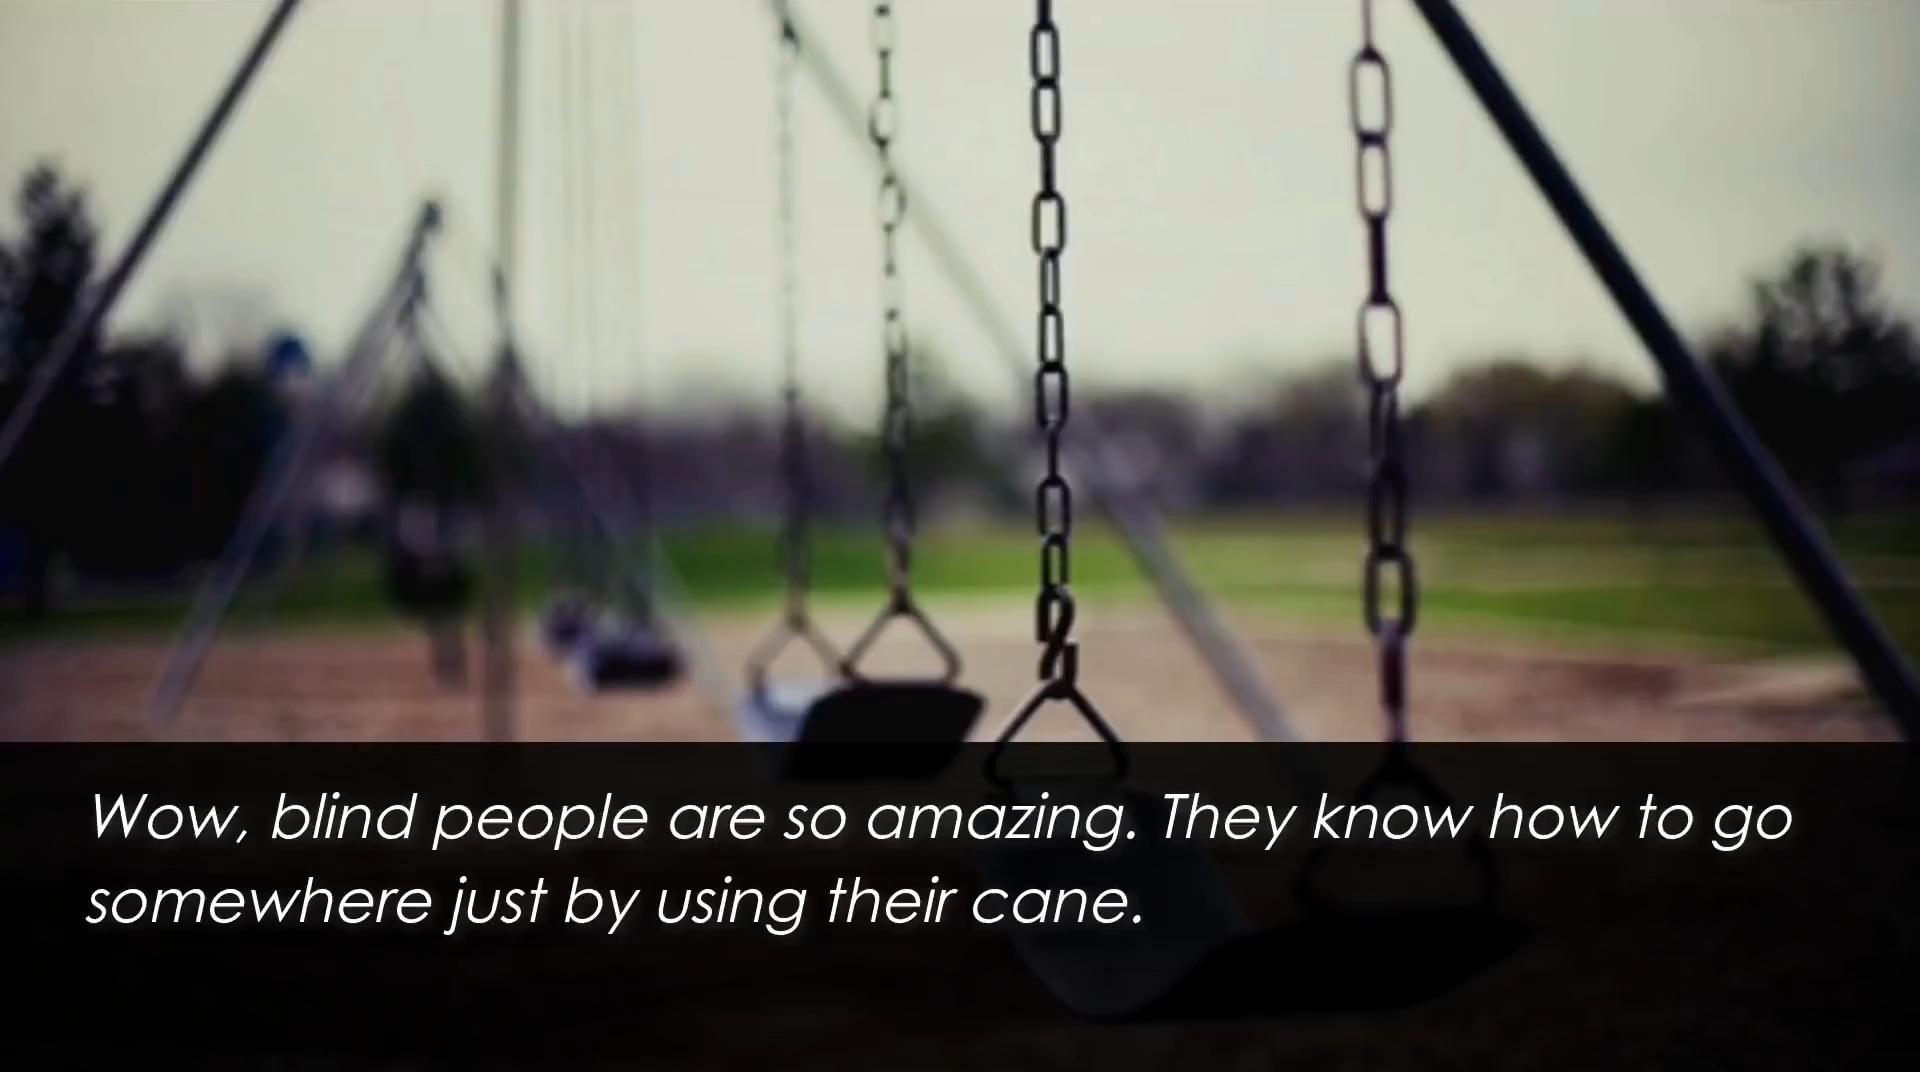 Wow, blind people are so amazing. They know how to go
somewhere just by using their cane.